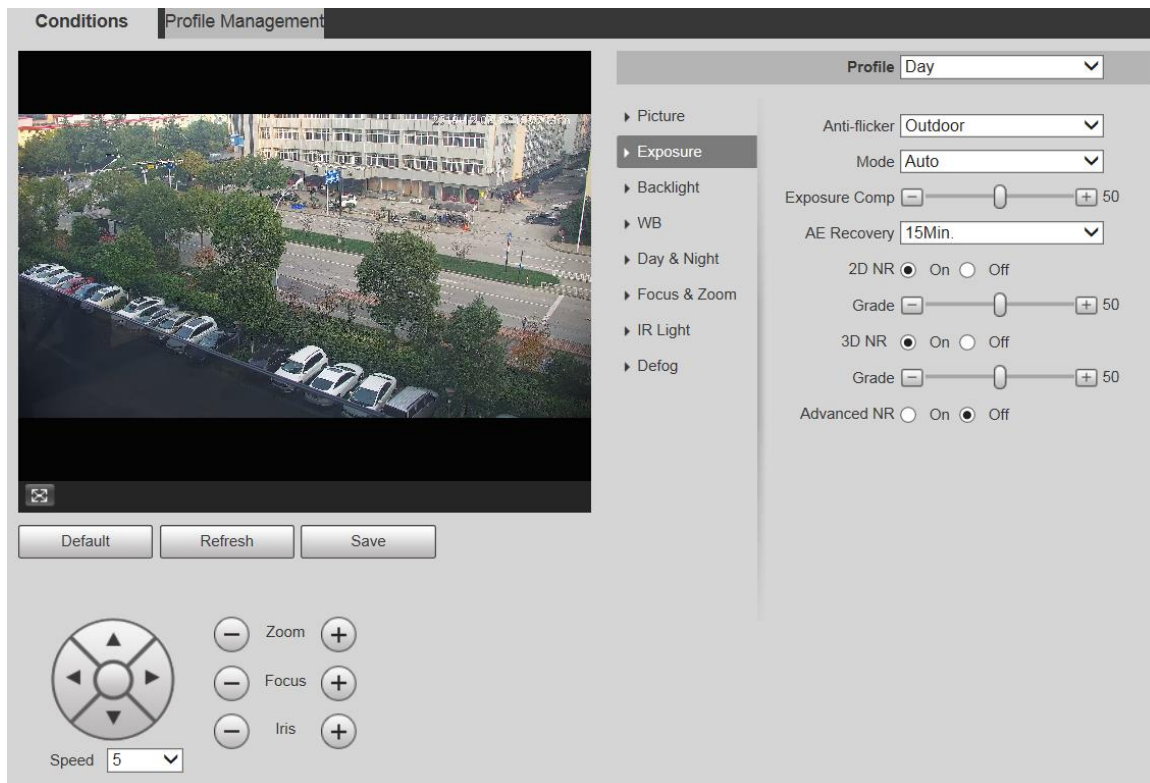 Conditions
Profile Management
Profile Day
Picture
Exposure
Backlight
WB
Day & Night
Focus & Zoom
IR Light
Defog
Anti-flicker Outdoor
Mode Auto
Exposure Comp 50
AE Recovery 15Min.
2D NR On Off
Grade 50
3D NR On Off
Grade 50
Advanced NR On Off
Default Refresh Save
Zoom
Focus
Iris
Speed 5